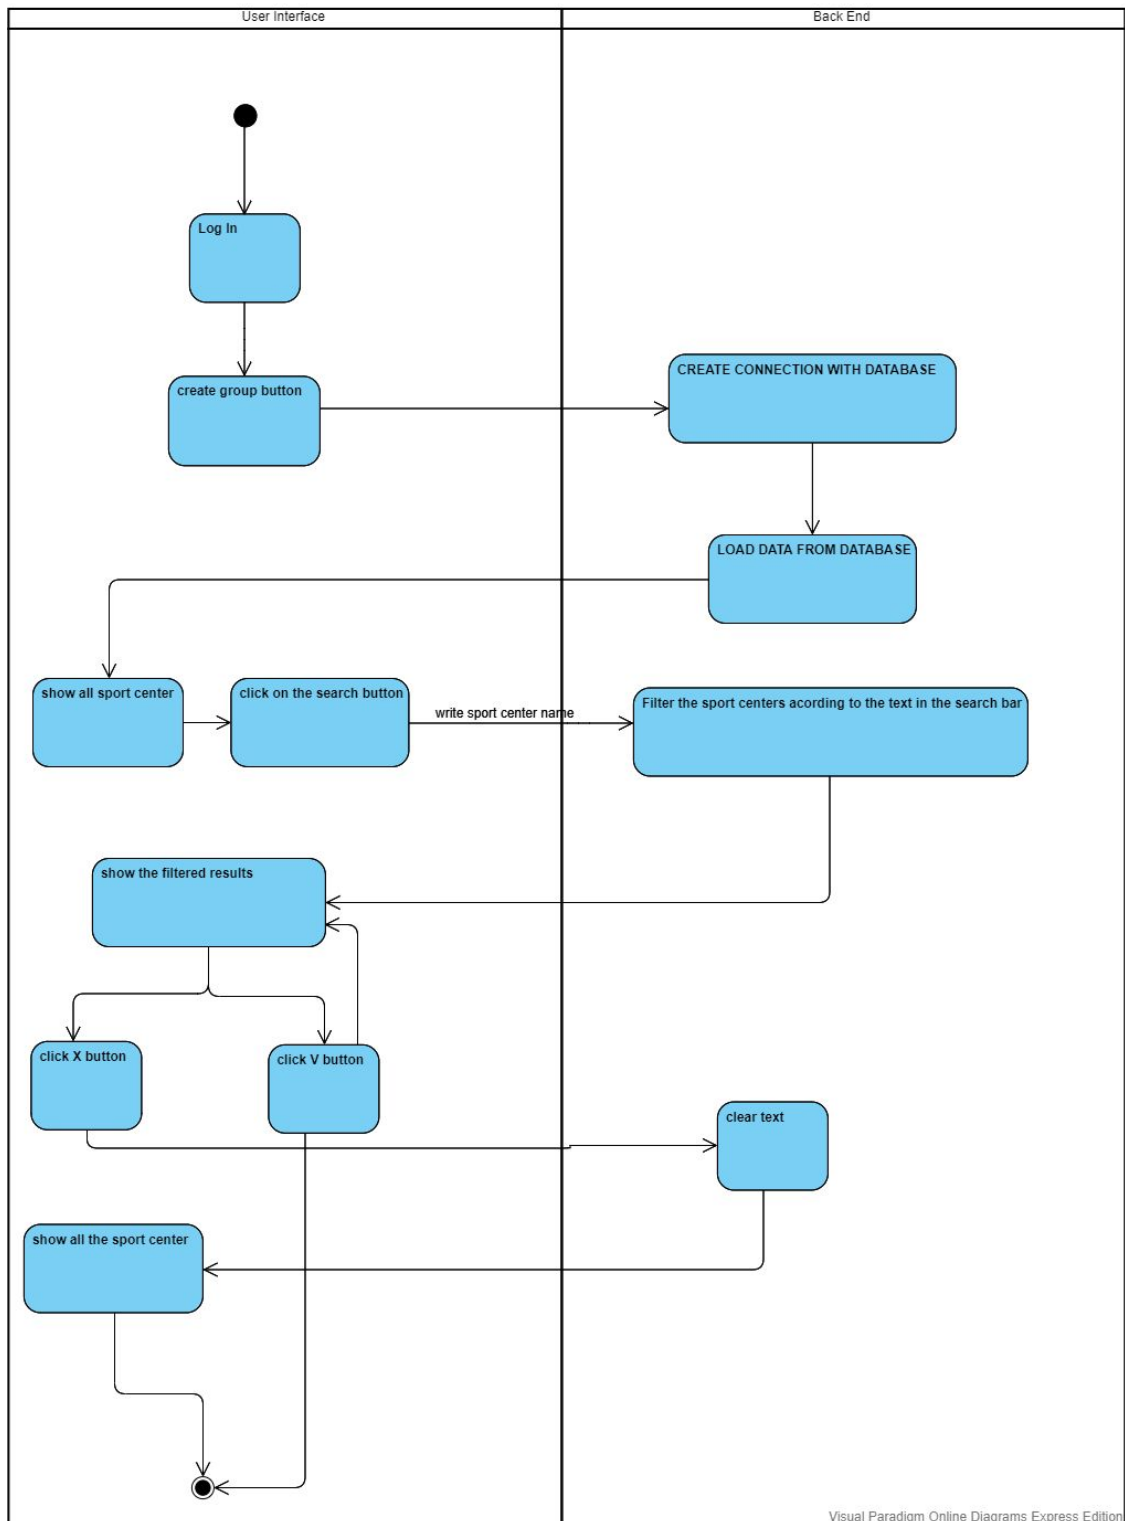 User Interface
Back End
Log In
create group button
CREATE CONNECTION WITH DATABASE
LOAD DATA FROM DATABASE
show all sport center
click on the search button
write sport center name
Filter the sport centers acording to the text in the search bar
show the filtered results
click X button
click V button
clear text
show all the sport center
Visual Paradigm Online Diagrams Express Edition